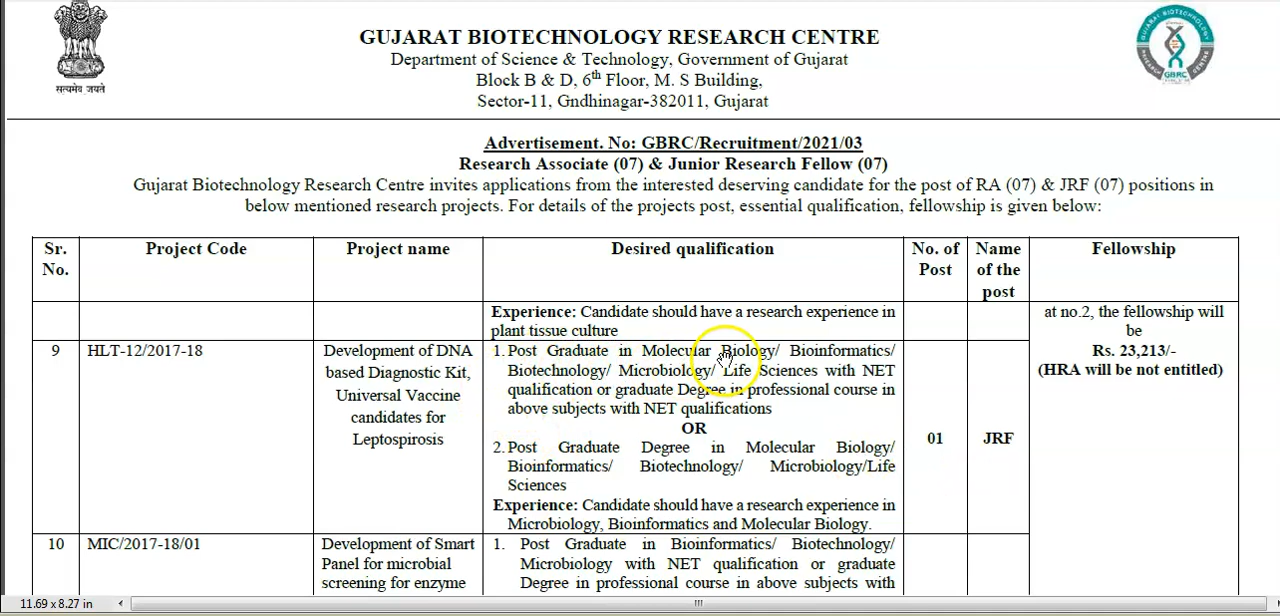 GUJARAT BIOTECHNOLOGY RESEARCH CENTRE
Department of Science & Technology, Government of Gujarat
Block B & D, 6th Floor, M. S Building,
Sector-11, Gndhinagar-382011, Gujarat
सत्यमेव जयते
GUJARAT BIOTECHNOLOGY RESEARCH CENTRE
GBRC
Advertisement. No: GBRC/Recruitment/2021/03
Research Associate (07) & Junior Research Fellow (07)
Gujarat Biotechnology Research Centre invites applications from the interested deserving candidate for the post of RA (07) & JRF (07) positions in
below mentioned research projects. For details of the projects post, essential qualification, fellowship is given below:
Sr. No.
Project Code
Project name
Desired qualification
No. of Post
Name of the post
Fellowship
Experience: Candidate should have a research experience in
plant tissue culture
at no.2, the fellowship will
be
Rs. 23,213/-
(HRA will be not entitled)
9
HLT-12/2017-18
Development of DNA
based Diagnostic Kit,
Universal Vaccine
candidates for
Leptospirosis
1. Post Graduate in Molecular Biology/ Bioinformatics/
Biotechnology/ Microbiology/ Life Sciences with NET
qualification or graduate Degree in professional course in
above subjects with NET qualifications
OR
2. Post Graduate Degree in Molecular Biology/
Bioinformatics/ Biotechnology/ Microbiology/Life
Sciences
Experience: Candidate should have a research experience in
Microbiology, Bioinformatics and Molecular Biology.
01
JRF
10
MIC/2017-18/01
Development of Smart
Panel for microbial
screening for enzyme
1. Post Graduate in Bioinformatics/ Biotechnology/
Microbiology with NET qualification or graduate
Degree in professional course in above subjects with
11.69 x 8.27 in